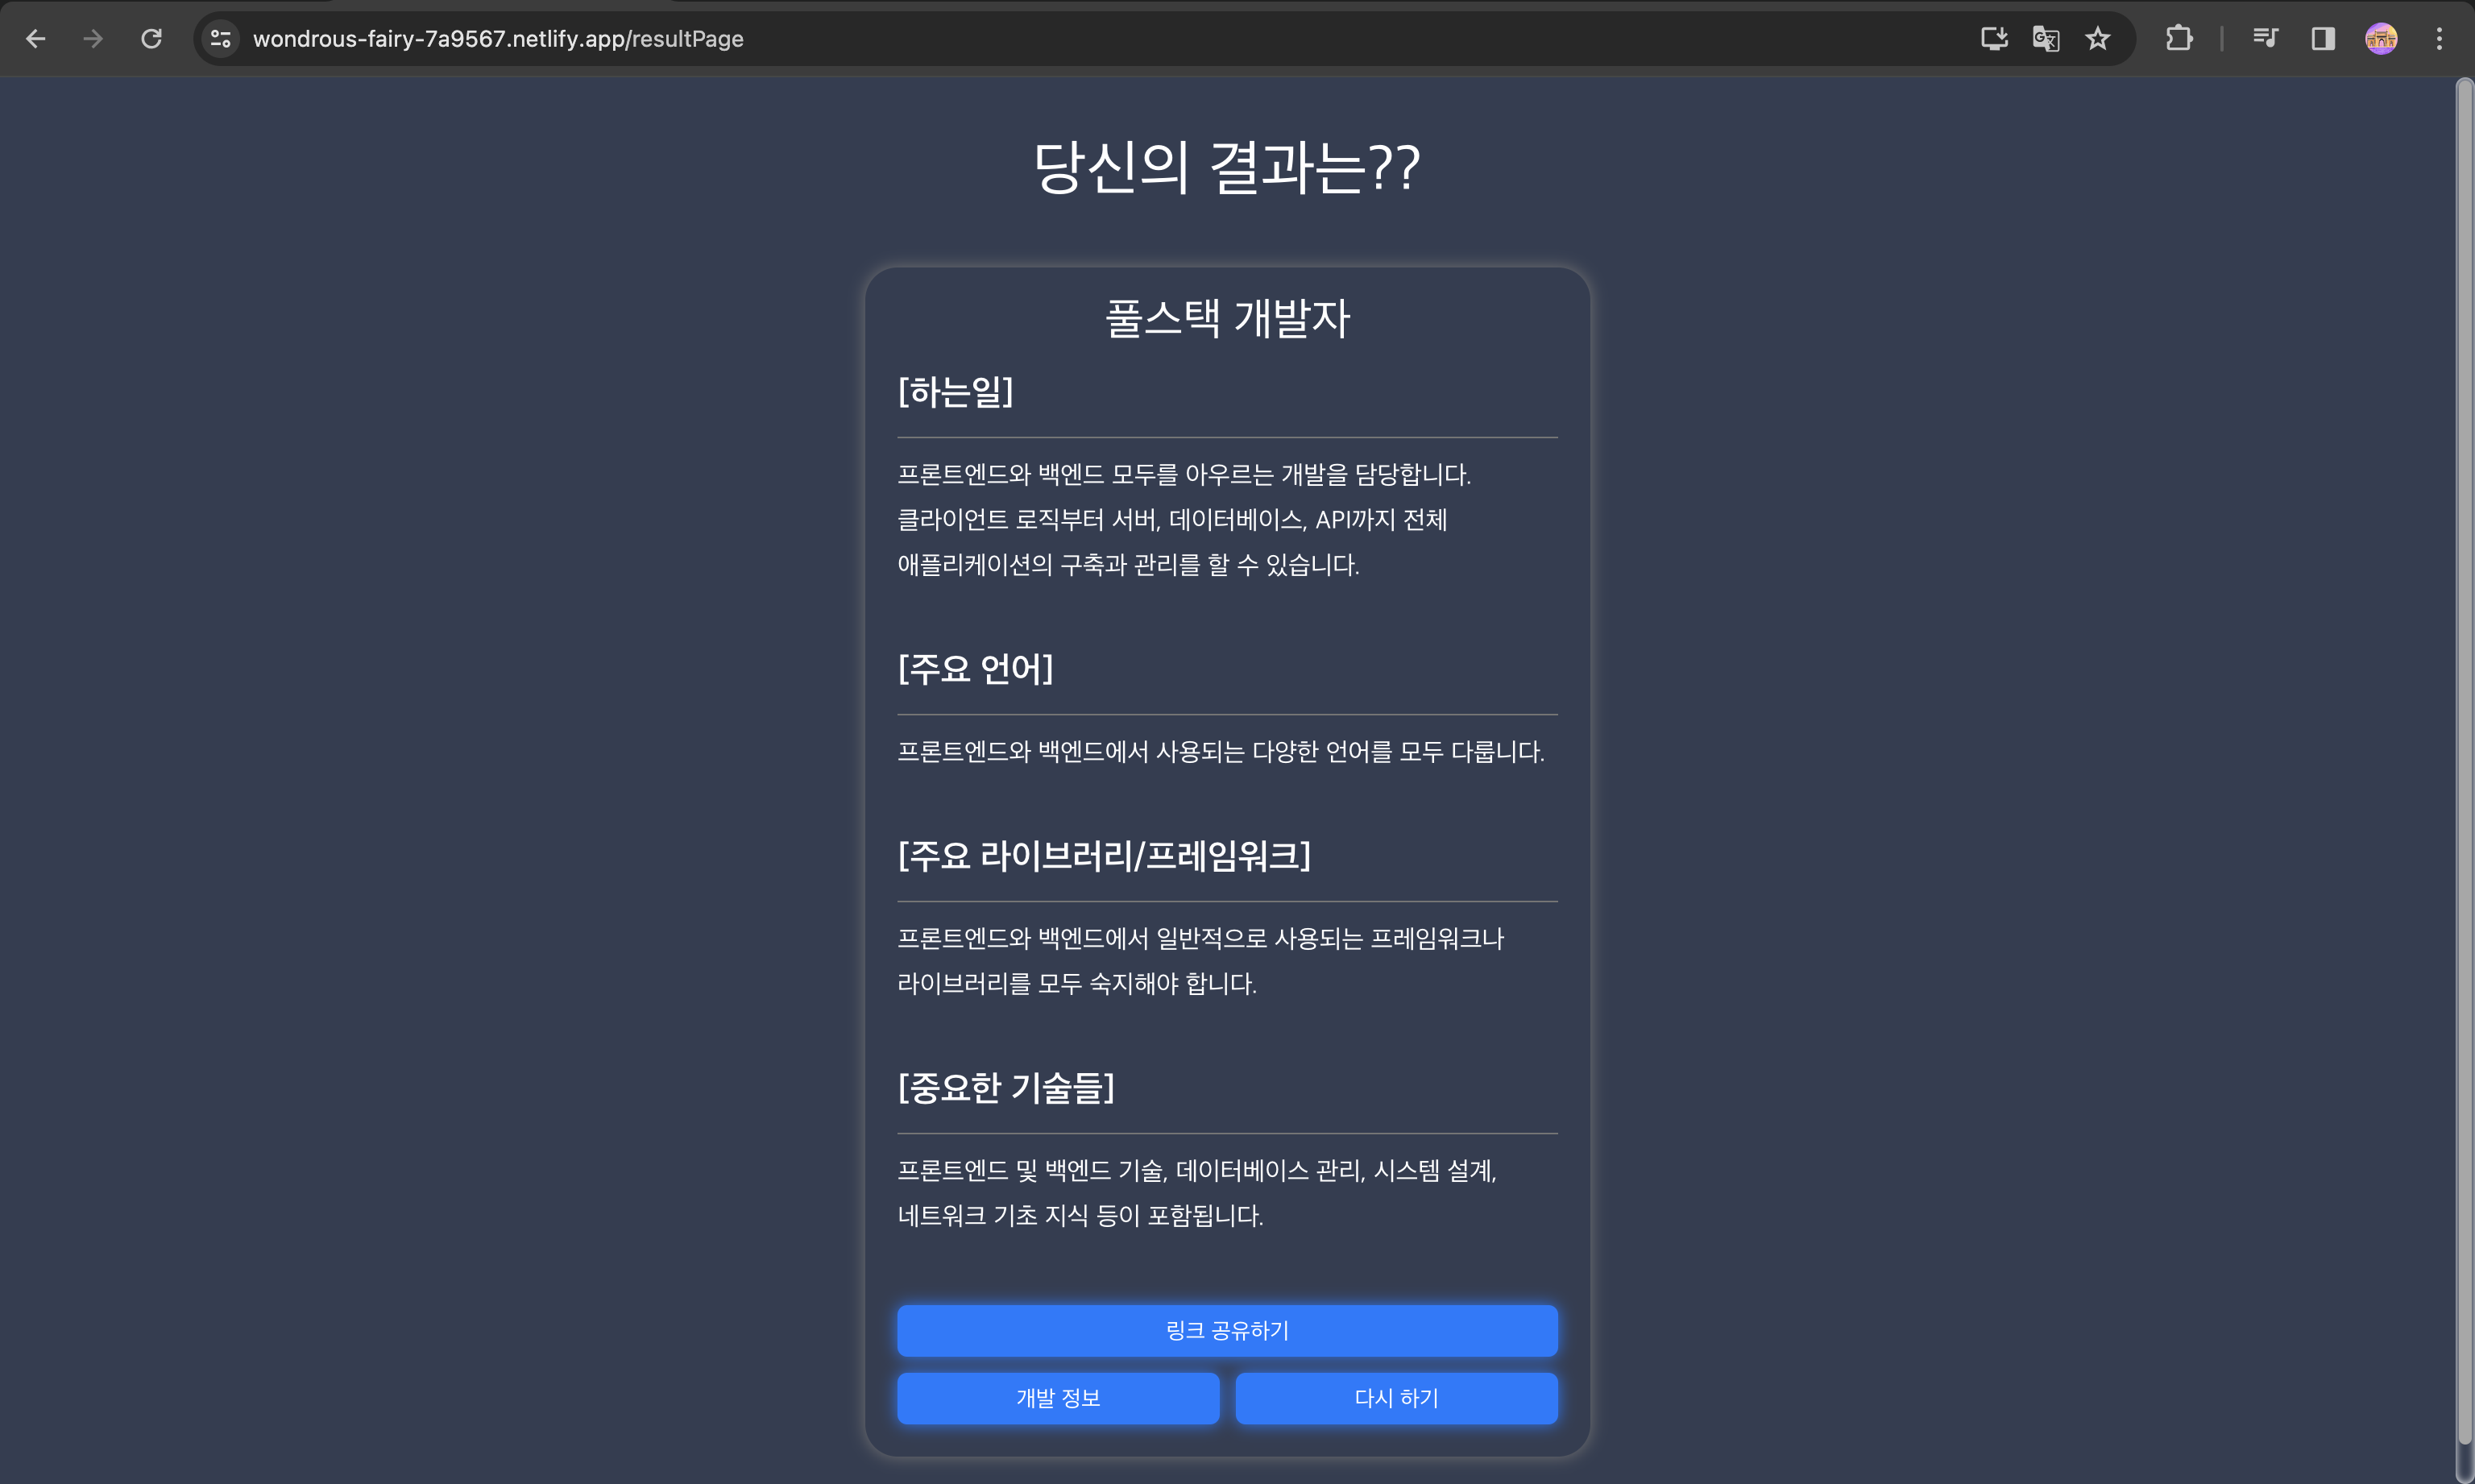 wondrous-fairy-7a9567.netlify.app/resultPage
당신의 결과는??
풀스택 개발자
[하는일]
프론트엔드와 백엔드 모두를 아우르는 개발을 담당합니다.
클라이언트 로직부터 서버, 데이터베이스, API까지 전체
애플리케이션의 구축과 관리를 할 수 있습니다.
[주요 언어]
프론트엔드와 백엔드에서 사용되는 다양한 언어를 모두 다룹니다.
[주요 라이브러리/프레임워크]
프론트엔드와 백엔드에서 일반적으로 사용되는 프레임워크나
라이브러리를 모두 숙지해야 합니다.
[중요한 기술들]
프론트엔드 및 백엔드 기술, 데이터베이스 관리, 시스템 설계,
네트워크 기초 지식 등이 포함됩니다.
링크 공유하기
개발 정보
다시 하기